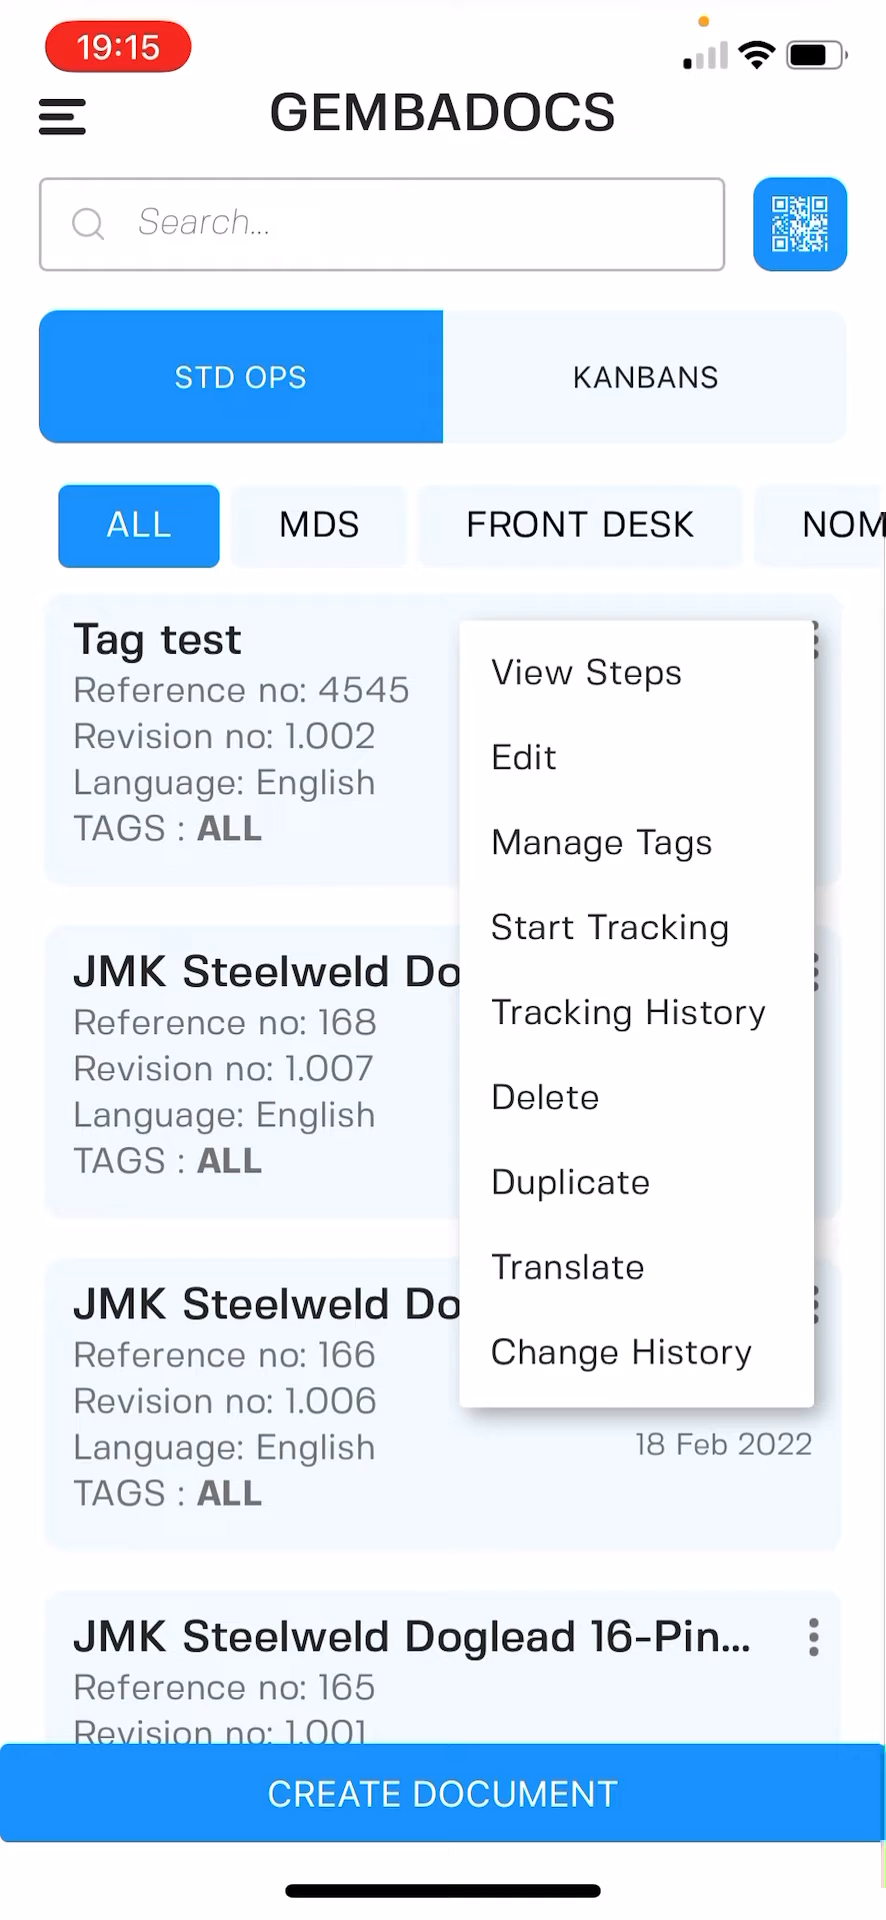 19:15
GEMBADOCS
Search...
STD OPS
KANBANS
ALL
MDS
FRONT DESK
NOM
Tag test
Reference no: 4545
Revision no: 1.002
Language: English
TAGS : ALL
View Steps
Edit
Manage Tags
Start Tracking
Tracking History
Delete
Duplicate
Translate
Change History
JMK Steelweld Do
Reference no: 168
Revision no: 1.007
Language: English
TAGS : ALL
JMK Steelweld Do
Reference no: 166
Revision no: 1.006
Language: English
18 Feb 2022
TAGS : ALL
JMK Steelweld Doglead 16-Pin...
Reference no: 165
Revision no: 1.001
CREATE DOCUMENT